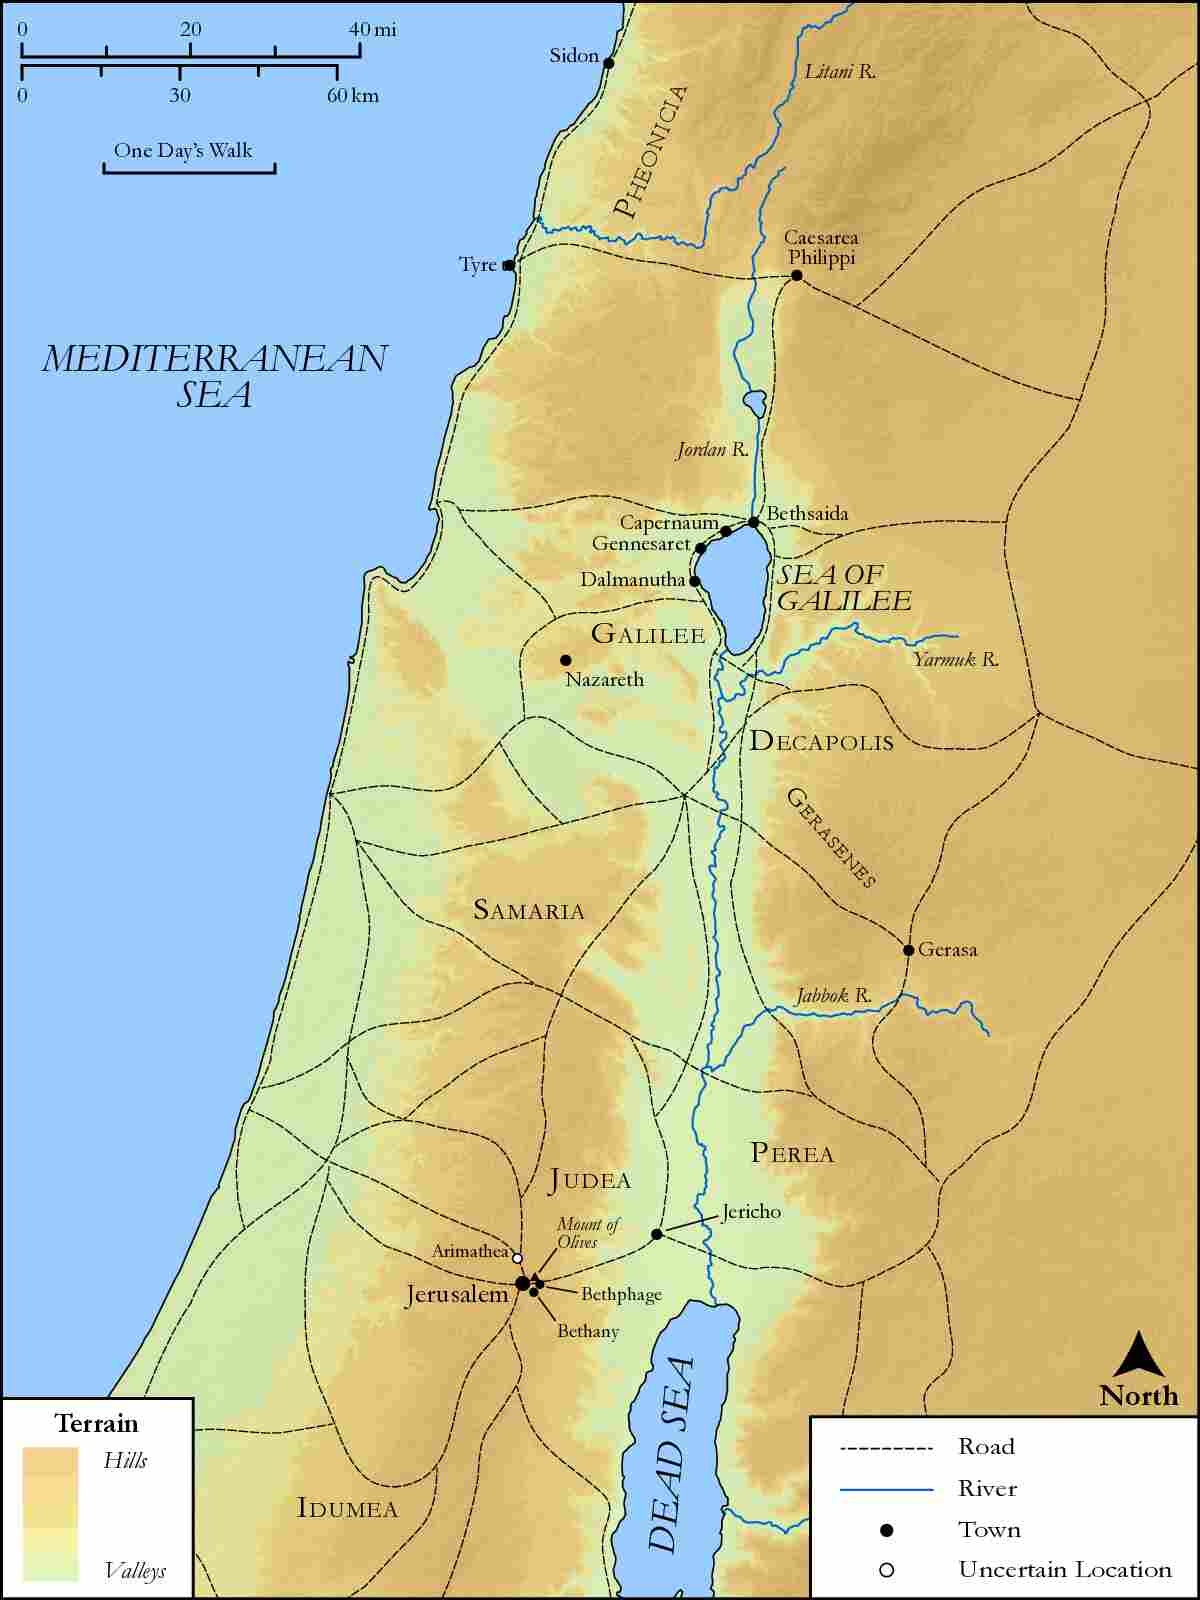 0 20 40 mi
0 30 60 km
One Day's Walk
Sidon
Litani R.
PHEONICIA
Caesarea
Philippi
Tyre
MEDITERRANEAN
SEA
Jordan R.
Bethsaida
Capernaum
Gennesaret
Dalmanutha
SEA OF
GALILEE
GALILEE
Yarmuk R.
Nazareth
DECAPOLIS
GERASENES
SAMARIA
Gerasa
Jabbok R.
PEREA
JUDEA
Jericho
Mount of
Olives
Arimathea
Jerusalem
Bethphage
Bethany
DEAD SEA
IDUMEA
North
Terrain
Hills
Valleys
Road
River
Town
Uncertain Location